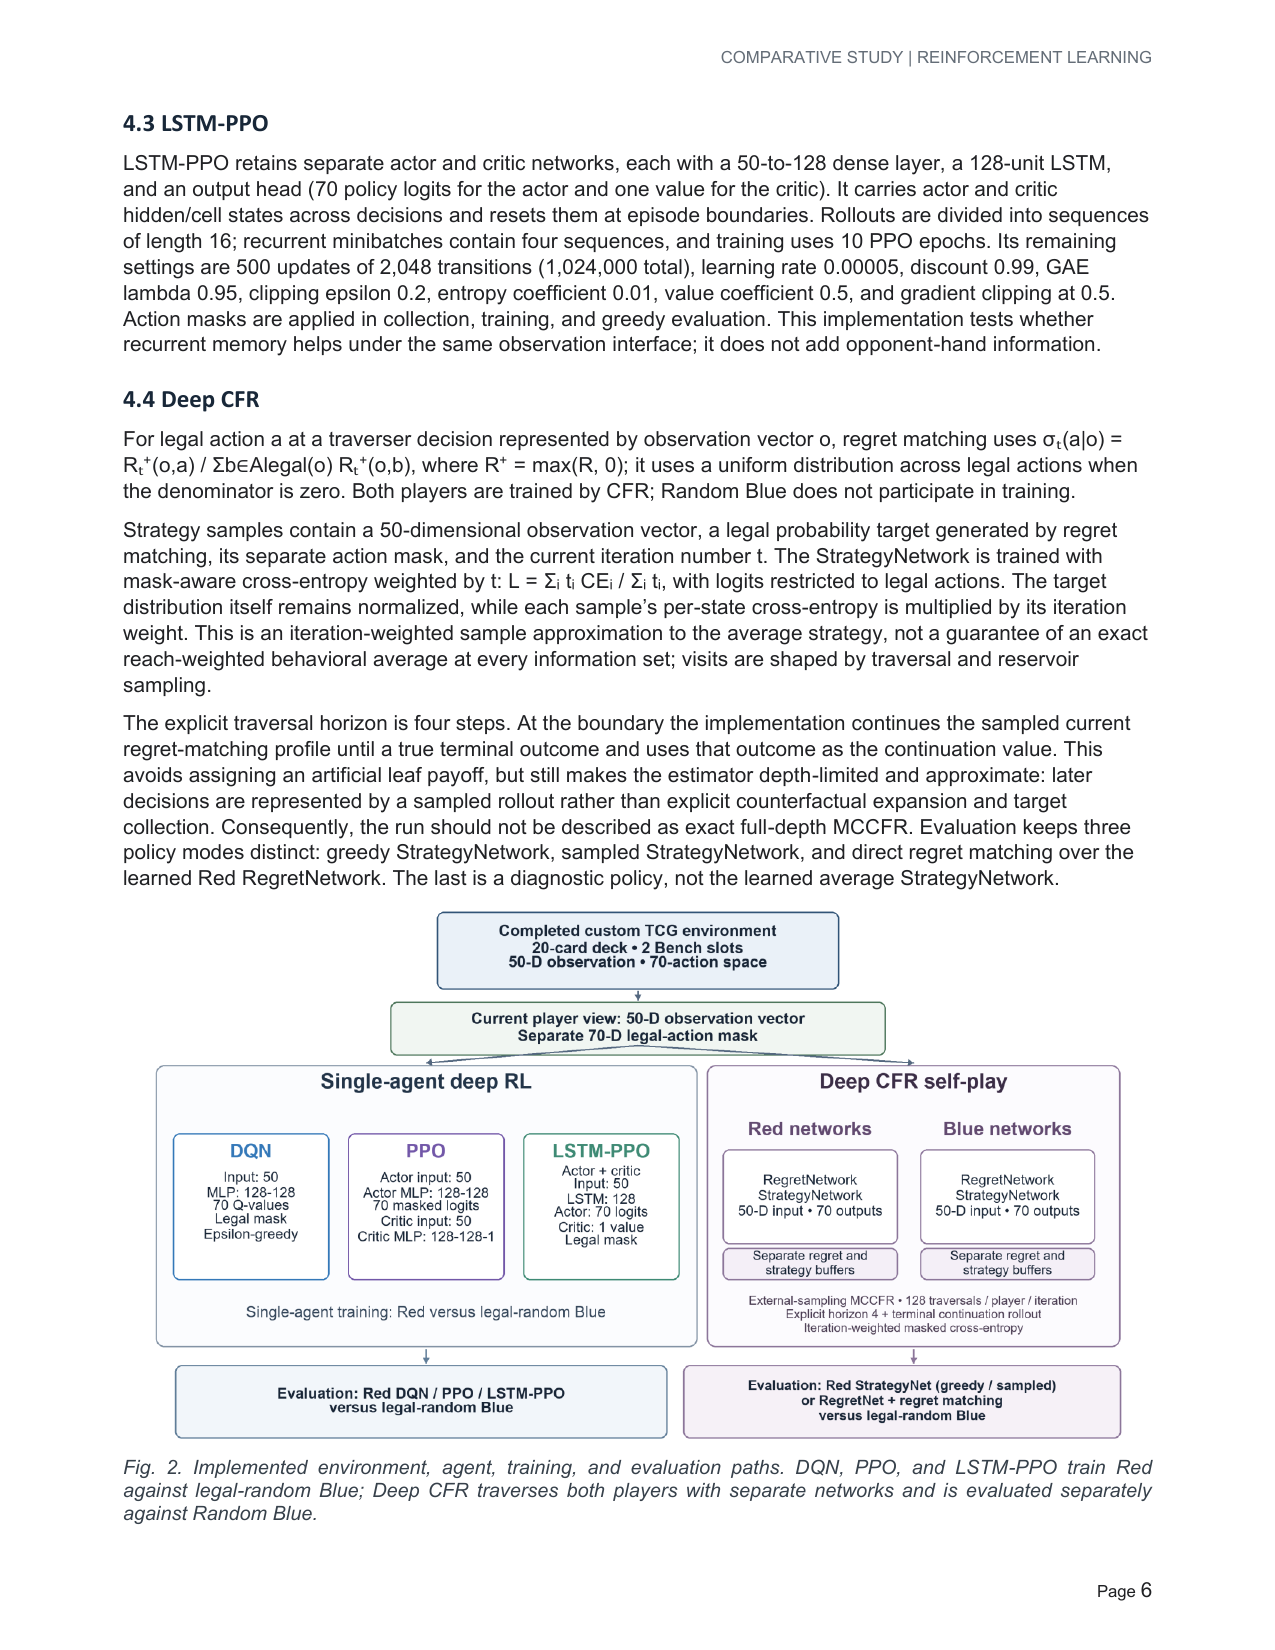 COMPARATIVE STUDY | REINFORCEMENT LEARNING
4.3 LSTM-PPO
LSTM-PPO retains separate actor and critic networks, each with a 50-to-128 dense layer, a 128-unit LSTM,
and an output head (70 policy logits for the actor and one value for the critic). It carries actor and critic
hidden/cell states across decisions and resets them at episode boundaries. Rollouts are divided into sequences
of length 16; recurrent minibatches contain four sequences, and training uses 10 PPO epochs. Its remaining
settings are 500 updates of 2,048 transitions (1,024,000 total), learning rate 0.00005, discount 0.99, GAE
lambda 0.95, clipping epsilon 0.2, entropy coefficient 0.01, value coefficient 0.5, and gradient clipping at 0.5.
Action masks are applied in collection, training, and greedy evaluation. This implementation tests whether
recurrent memory helps under the same observation interface; it does not add opponent-hand information.
4.4 Deep CFR
For legal action a at a traverser decision represented by observation vector o, regret matching uses σₜ(a|o) =
Rₜ⁺(o,a) / Σb∈Alegal(o) Rₜ⁺(o,b), where R⁺ = max(R, 0); it uses a uniform distribution across legal actions when
the denominator is zero. Both players are trained by CFR; Random Blue does not participate in training.
Strategy samples contain a 50-dimensional observation vector, a legal probability target generated by regret
matching, its separate action mask, and the current iteration number t. The StrategyNetwork is trained with
mask-aware cross-entropy weighted by t: L = Σᵢ tᵢ CEᵢ / Σᵢ tᵢ, with logits restricted to legal actions. The target
distribution itself remains normalized, while each sample’s per-state cross-entropy is multiplied by its iteration
weight. This is an iteration-weighted sample approximation to the average strategy, not a guarantee of an exact
reach-weighted behavioral average at every information set; visits are shaped by traversal and reservoir
sampling.
The explicit traversal horizon is four steps. At the boundary the implementation continues the sampled current
regret-matching profile until a true terminal outcome and uses that outcome as the continuation value. This
avoids assigning an artificial leaf payoff, but still makes the estimator depth-limited and approximate: later
decisions are represented by a sampled rollout rather than explicit counterfactual expansion and target
collection. Consequently, the run should not be described as exact full-depth MCCFR. Evaluation keeps three
policy modes distinct: greedy StrategyNetwork, sampled StrategyNetwork, and direct regret matching over the
learned Red RegretNetwork. The last is a diagnostic policy, not the learned average StrategyNetwork.
Completed custom TCG environment
20-card deck • 2 Bench slots
50-D observation • 70-action space
Current player view: 50-D observation vector
Separate 70-D legal-action mask
Single-agent deep RL
DQN
Input: 50
MLP: 128-128
70 Q-values
Legal mask
Epsilon-greedy
PPO
Actor input: 50
Actor MLP: 128-128
70 masked logits
Critic input: 50
Critic MLP: 128-128-1
LSTM-PPO
Actor + critic
Input: 50
LSTM: 128
Actor: 70 logits
Critic: 1 value
Legal mask
Single-agent training: Red versus legal-random Blue
Deep CFR self-play
Red networks
RegretNetwork
StrategyNetwork
50-D input • 70 outputs
Separate regret and
strategy buffers
Blue networks
RegretNetwork
StrategyNetwork
50-D input • 70 outputs
Separate regret and
strategy buffers
External-sampling MCCFR • 128 traversals / player / iteration
Explicit horizon 4 + terminal continuation rollout
Iteration-weighted masked cross-entropy
Evaluation: Red DQN / PPO / LSTM-PPO
versus legal-random Blue
Evaluation: Red StrategyNet (greedy / sampled)
or RegretNet + regret matching
versus legal-random Blue
Fig. 2. Implemented environment, agent, training, and evaluation paths. DQN, PPO, and LSTM-PPO train Red
against legal-random Blue; Deep CFR traverses both players with separate networks and is evaluated separately
against Random Blue.
Page 6